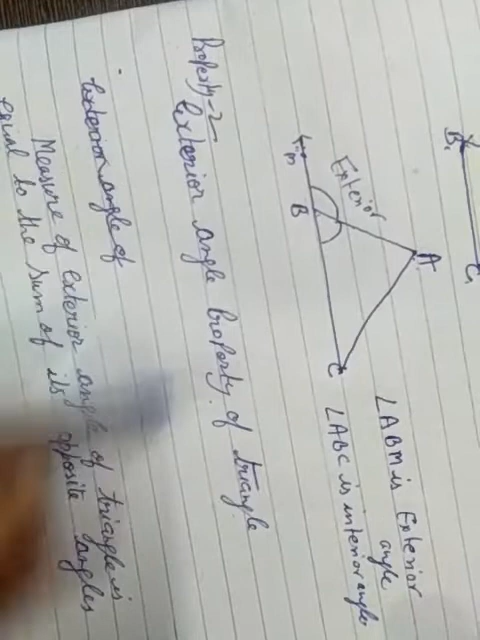 B, C,
A
Exterior
m B C
∠ABM is Exterior
angle
∠ABC is interior angle
Property-2
Exterior angle Property of triangle
Exterior angle of
Measure of exterior angle of triangle is
equal to the sum of its opposite angles